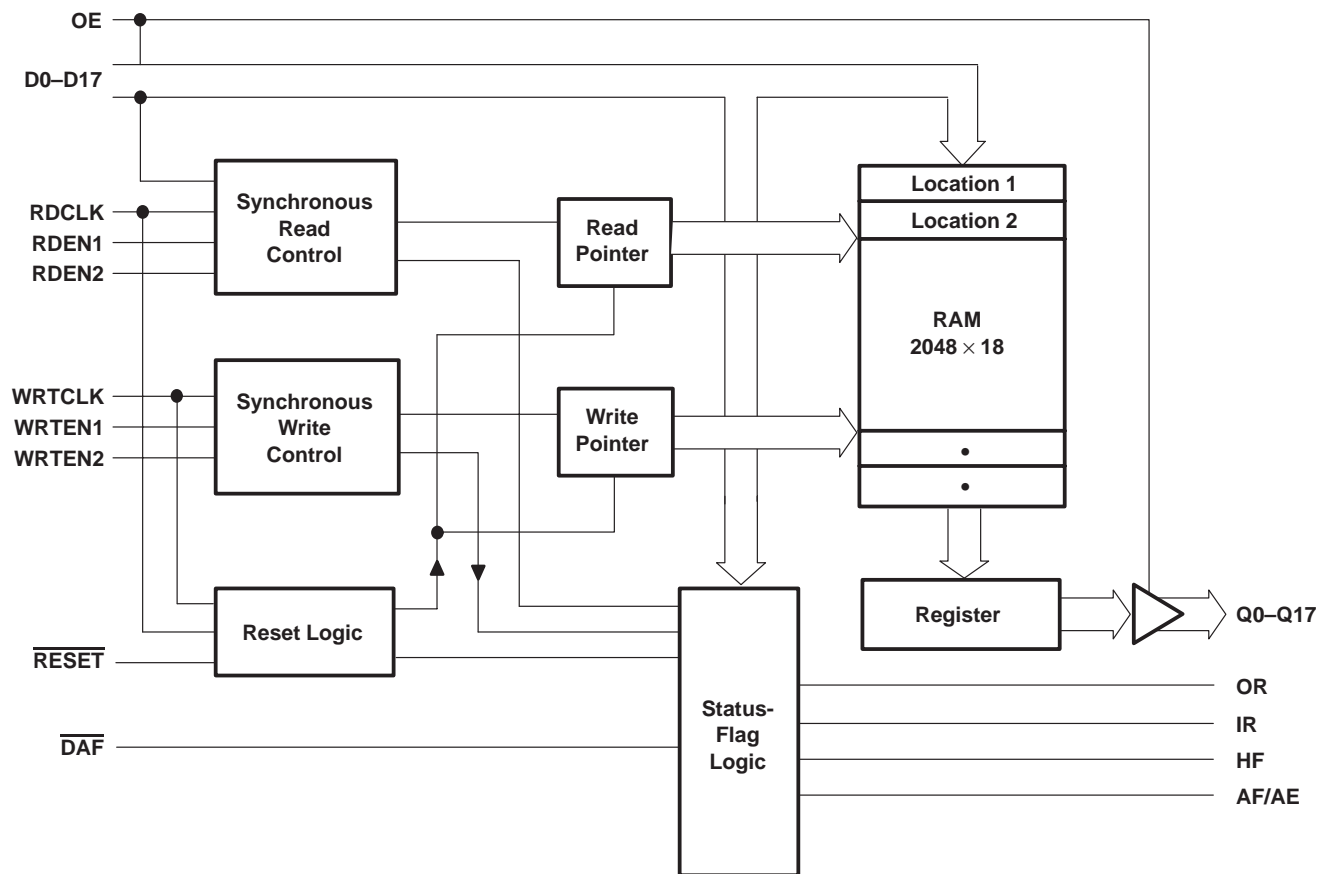 OE
D0–D17
RDCLK
RDEN1
RDEN2
Synchronous
Read
Control
Read
Pointer
Location 1
Location 2
RAM
2048 × 18
WRTCLK
WRTEN1
WRTEN2
Synchronous
Write
Control
Write
Pointer
•
•
Reset Logic
RESET
DAF
Status-
Flag
Logic
Register
Q0–Q17
OR
IR
HF
AF/AE